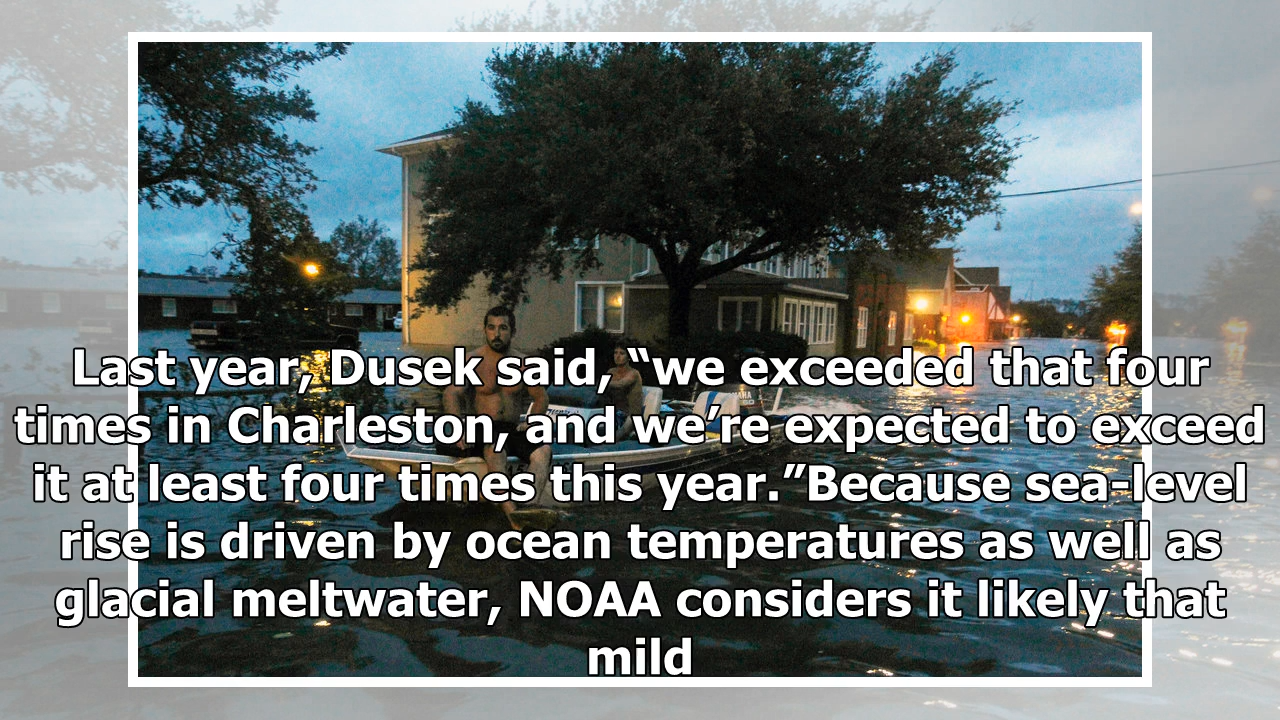 Last year, Dusek said, “we exceeded that four
times in Charleston, and we’re expected to exceed
it at least four times this year.”Because sea-level
rise is driven by ocean temperatures as well as
glacial meltwater, NOAA considers it likely that
mild